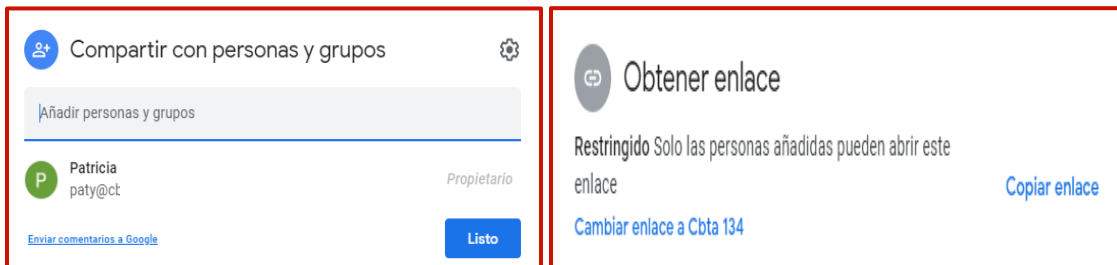 Compartir con personas y grupos
Añadir personas y grupos
P
Patricia
paty@ct
Propietario
Enviar comentarios a Google
Listo
Obtener enlace
Restringido Solo las personas añadidas pueden abrir este
enlace
Copiar enlace
Cambiar enlace a Cbta 134